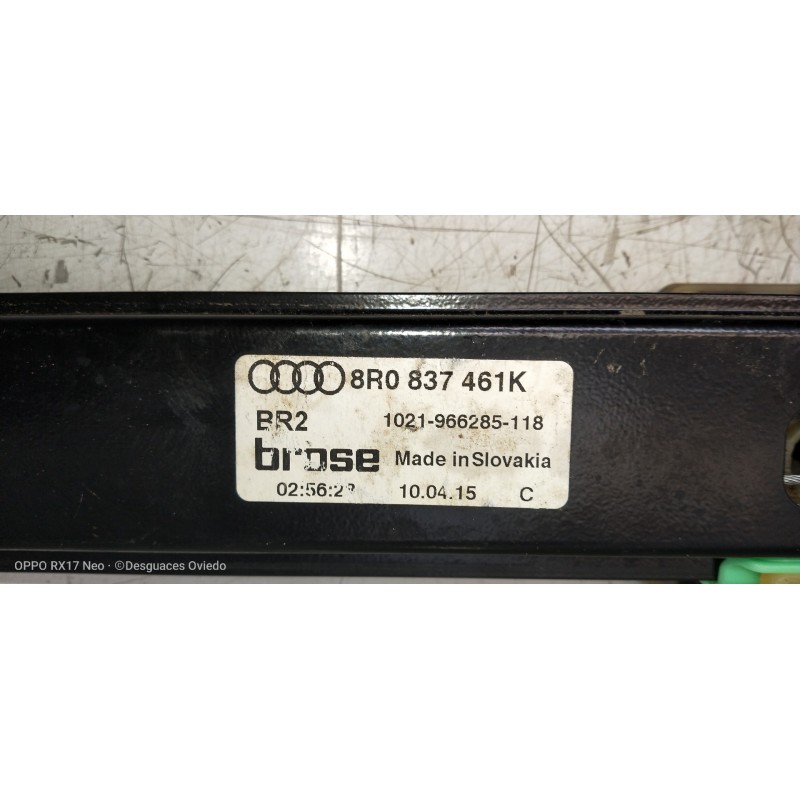 8R0 837 461K
BR2 1021-966285-118
brose Made in Slovakia
10.04.15 C
OPPO RX17 Neo · ©Desguaces Oviedo